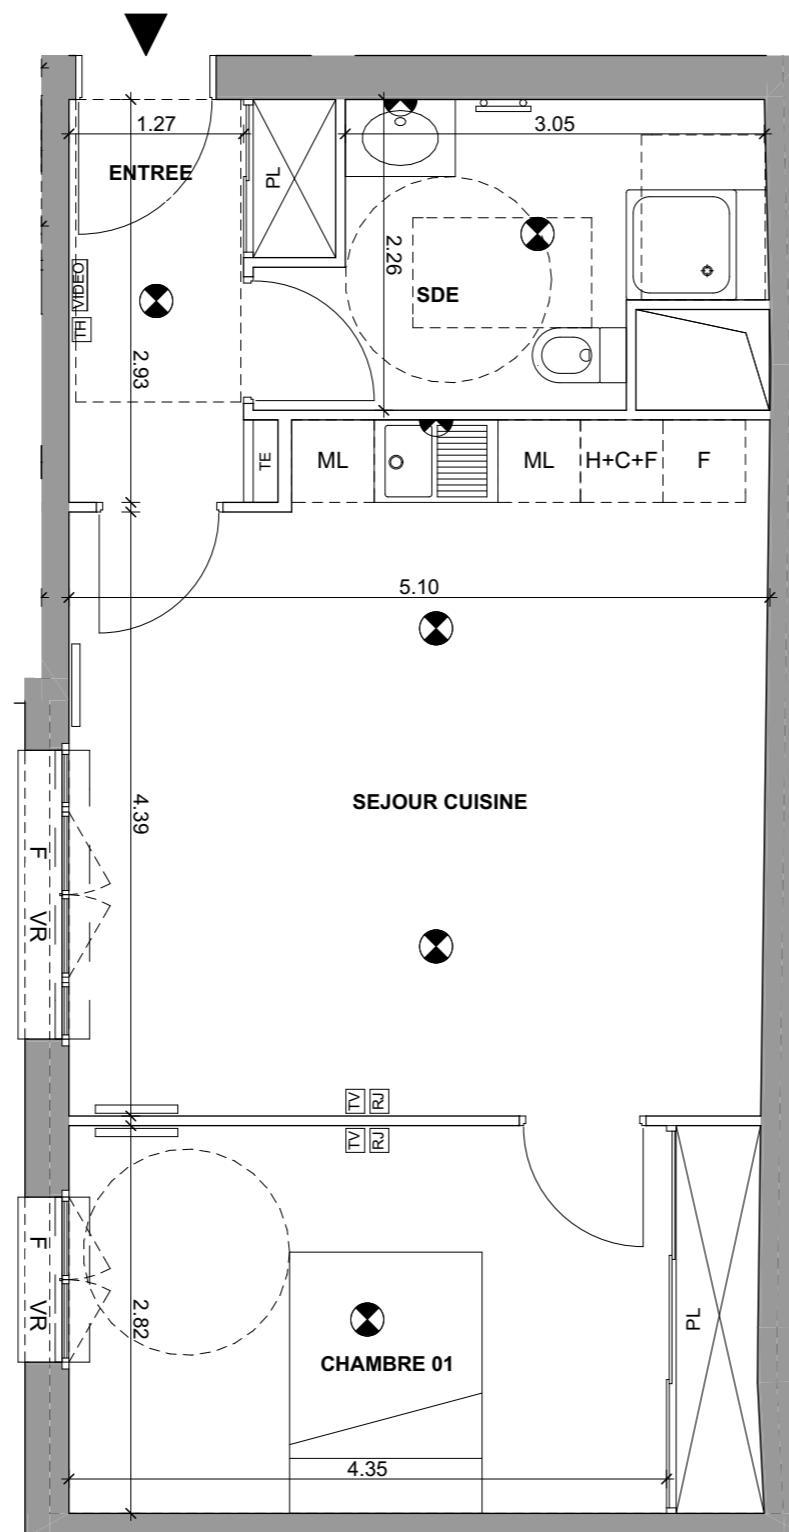 1.27
3.05
ENTREE
PL
VIDEO
TH
2.26
SDE
2.93
TE
ML
ML
H+C+F
F
5.10
4.39
SEJOUR CUISINE
F
VR
TV
RJ
TV
RJ
F
VR
2.82
CHAMBRE 01
PL
4.35